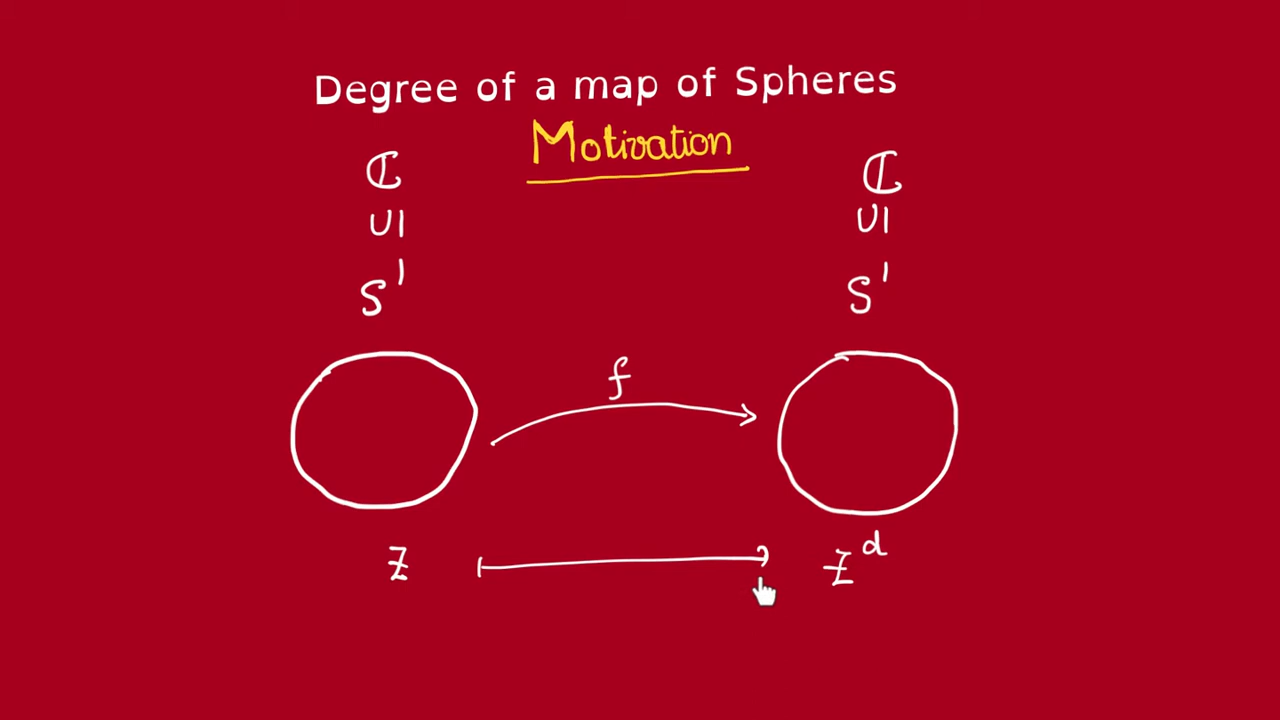 Degree of a map of Spheres
Motivation
ℂ ℂ
∪| ∪|
S¹ S¹
f
z ⟼ z^d